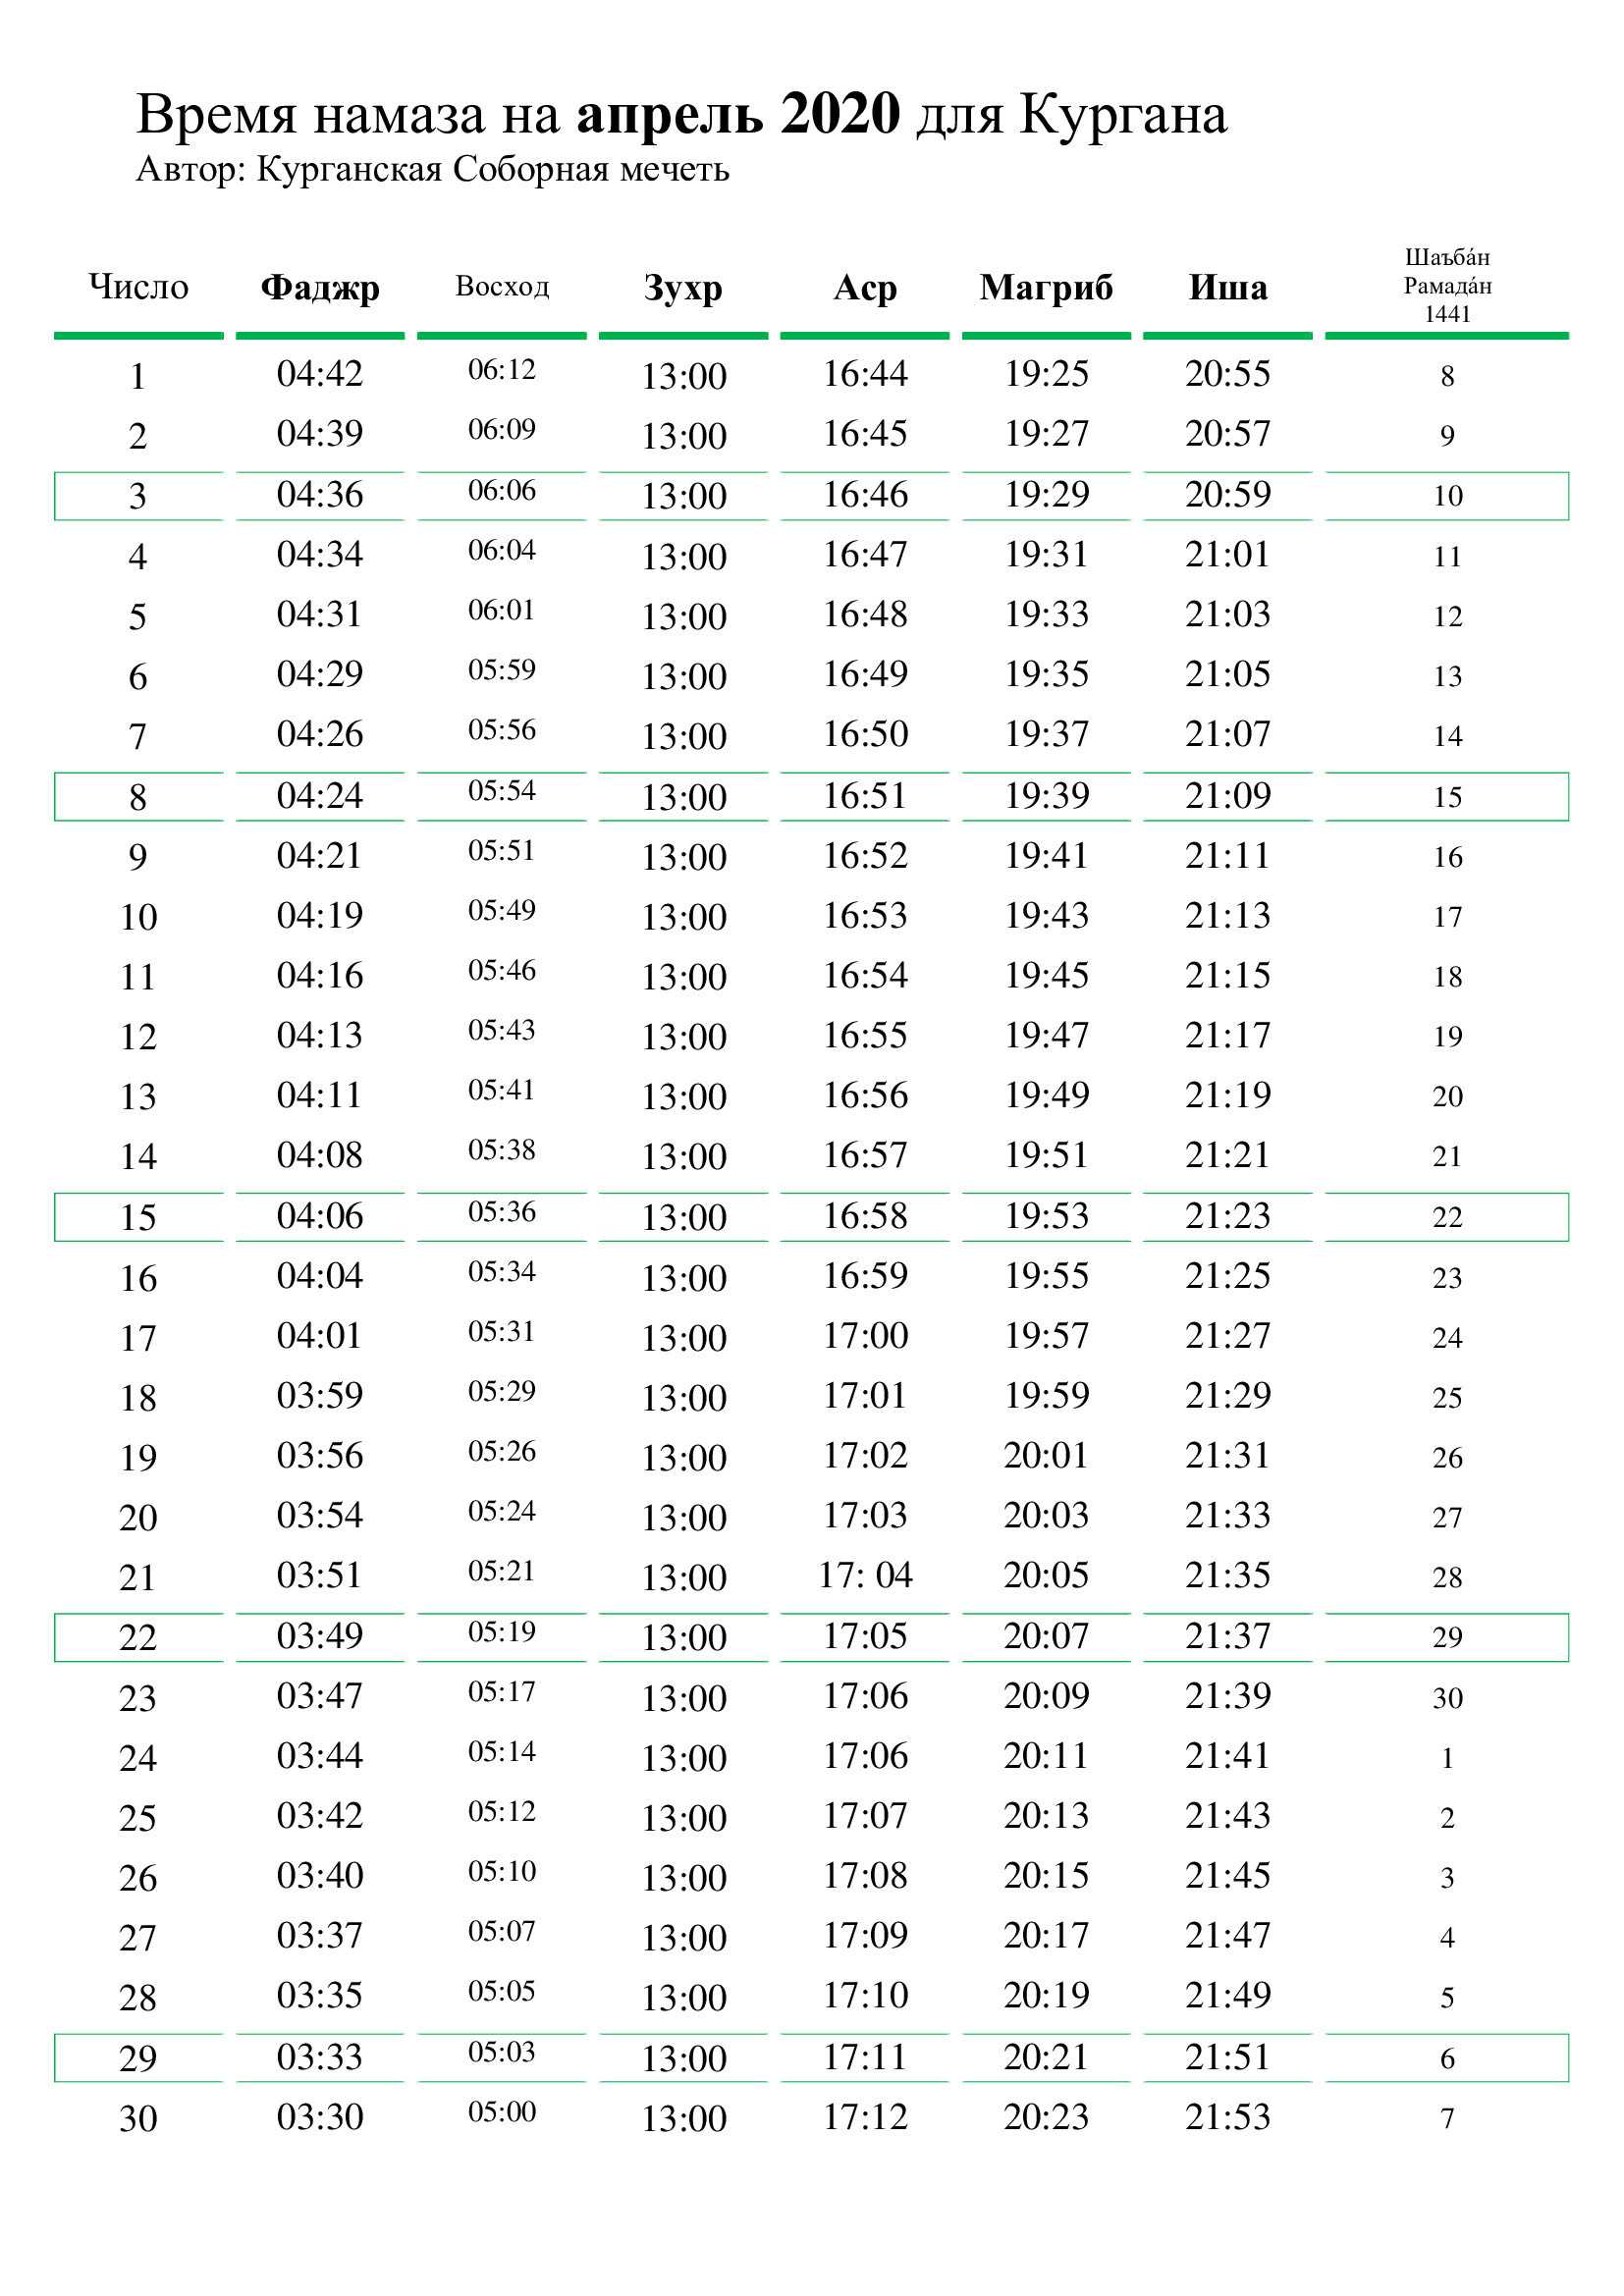 Время намаза на апрель 2020 для Кургана
Автор: Курганская Соборная мечеть
Число Фаджр Восход Зухр Аср Магриб Иша Шаъба́н Рамада́н 1441
1 04:42 06:12 13:00 16:44 19:25 20:55 8
2 04:39 06:09 13:00 16:45 19:27 20:57 9
3 04:36 06:06 13:00 16:46 19:29 20:59 10
4 04:34 06:04 13:00 16:47 19:31 21:01 11
5 04:31 06:01 13:00 16:48 19:33 21:03 12
6 04:29 05:59 13:00 16:49 19:35 21:05 13
7 04:26 05:56 13:00 16:50 19:37 21:07 14
8 04:24 05:54 13:00 16:51 19:39 21:09 15
9 04:21 05:51 13:00 16:52 19:41 21:11 16
10 04:19 05:49 13:00 16:53 19:43 21:13 17
11 04:16 05:46 13:00 16:54 19:45 21:15 18
12 04:13 05:43 13:00 16:55 19:47 21:17 19
13 04:11 05:41 13:00 16:56 19:49 21:19 20
14 04:08 05:38 13:00 16:57 19:51 21:21 21
15 04:06 05:36 13:00 16:58 19:53 21:23 22
16 04:04 05:34 13:00 16:59 19:55 21:25 23
17 04:01 05:31 13:00 17:00 19:57 21:27 24
18 03:59 05:29 13:00 17:01 19:59 21:29 25
19 03:56 05:26 13:00 17:02 20:01 21:31 26
20 03:54 05:24 13:00 17:03 20:03 21:33 27
21 03:51 05:21 13:00 17: 04 20:05 21:35 28
22 03:49 05:19 13:00 17:05 20:07 21:37 29
23 03:47 05:17 13:00 17:06 20:09 21:39 30
24 03:44 05:14 13:00 17:06 20:11 21:41 1
25 03:42 05:12 13:00 17:07 20:13 21:43 2
26 03:40 05:10 13:00 17:08 20:15 21:45 3
27 03:37 05:07 13:00 17:09 20:17 21:47 4
28 03:35 05:05 13:00 17:10 20:19 21:49 5
29 03:33 05:03 13:00 17:11 20:21 21:51 6
30 03:30 05:00 13:00 17:12 20:23 21:53 7